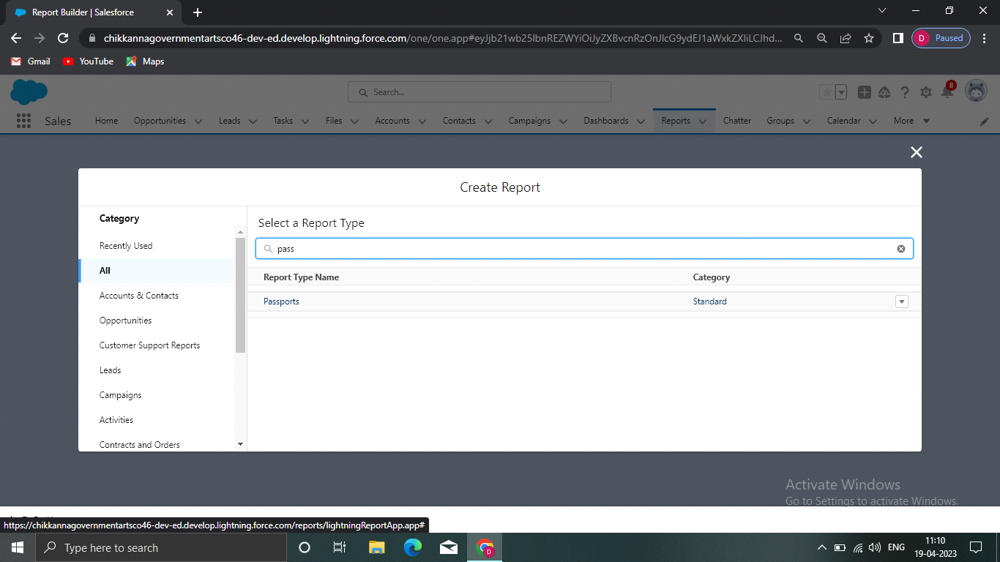 Report Builder | Salesforce
chikkannagovernmentartsco46-dev-ed.develop.lightning.force.com/one/one.app#eyJjb21wb25lbnREZWYiOiJyZXBvcnRzOnJlcG9ydEJ1aWxkZXIiLCJhd...
D Paused
Gmail YouTube Maps
Search...
8
Sales Home Opportunities Leads Tasks Files Accounts Contacts Campaigns Dashboards Reports Chatter Groups Calendar More
Create Report
Category
Recently Used
All
Accounts & Contacts
Opportunities
Customer Support Reports
Leads
Campaigns
Activities
Contracts and Orders
Select a Report Type
pass
Report Type Name Category
Passports Standard
Activate Windows
Go to Settings to activate Windows.
https://chikkannagovernmentartsco46-dev-ed.develop.lightning.force.com/reports/lightningReportApp.app#
Type here to search
D
ENG
11:10
19-04-2023